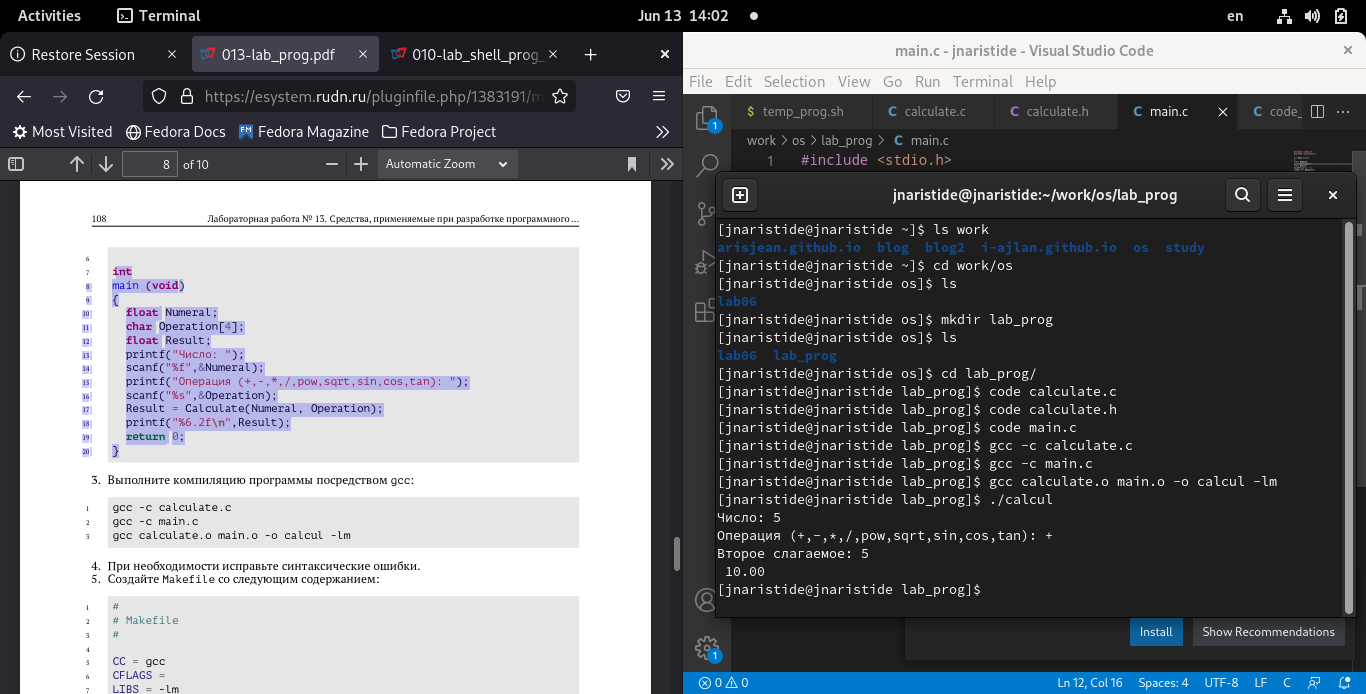 Activities Terminal Jun 13 14:02 en
Restore Session 013-lab_prog.pdf 010-lab_shell_prog_
https://esystem.rudn.ru/pluginfile.php/1383191/m
Most Visited Fedora Docs Fedora Magazine Fedora Project
8 of 10 Automatic Zoom
108 Лабораторная работа № 13. Средства, применяемые при разработке программного ...
6
7 int
8 main (void)
9 {
10 float Numeral;
11 char Operation[4];
12 float Result;
13 printf("Число: ");
14 scanf("%f",&Numeral);
15 printf("Операция (+,-,*,/,pow,sqrt,sin,cos,tan): ");
16 scanf("%s",&Operation);
17 Result = Calculate(Numeral, Operation);
18 printf("%6.2f\n",Result);
19 return 0;
20 }
3. Выполните компиляцию программы посредством gcc:
1 gcc -c calculate.c
2 gcc -c main.c
3 gcc calculate.o main.o -o calcul -lm
4. При необходимости исправьте синтаксические ошибки.
5. Создайте Makefile со следующим содержанием:
1 #
2 # Makefile
3 #
4
5 CC = gcc
6 CFLAGS =
7 LIBS = -lm
main.c - jnaristide - Visual Studio Code
File Edit Selection View Go Run Terminal Help
temp_prog.sh calculate.c calculate.h main.c code_
1
work > os > lab_prog > main.c
1 #include <stdio.h>
jnaristide@jnaristide:~/work/os/lab_prog
[jnaristide@jnaristide ~]$ ls work
arisjean.github.io blog blog2 i-ajlan.github.io os study
[jnaristide@jnaristide ~]$ cd work/os
[jnaristide@jnaristide os]$ ls
lab06
[jnaristide@jnaristide os]$ mkdir lab_prog
[jnaristide@jnaristide os]$ ls
lab06 lab_prog
[jnaristide@jnaristide os]$ cd lab_prog/
[jnaristide@jnaristide lab_prog]$ code calculate.c
[jnaristide@jnaristide lab_prog]$ code calculate.h
[jnaristide@jnaristide lab_prog]$ code main.c
[jnaristide@jnaristide lab_prog]$ gcc -c calculate.c
[jnaristide@jnaristide lab_prog]$ gcc -c main.c
[jnaristide@jnaristide lab_prog]$ gcc calculate.o main.o -o calcul -lm
[jnaristide@jnaristide lab_prog]$ ./calcul
Число: 5
Операция (+,-,*,/,pow,sqrt,sin,cos,tan): +
Второе слагаемое: 5
10.00
[jnaristide@jnaristide lab_prog]$
Install Show Recommendations
1
0 0 Ln 12, Col 16 Spaces: 4 UTF-8 LF C